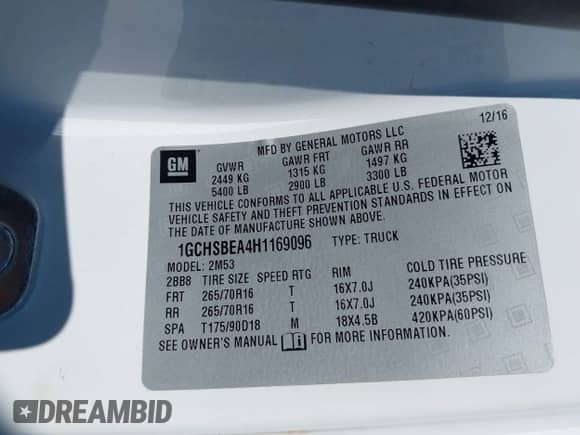 12/16
MFD BY GENERAL MOTORS LLC
GM
GVWR GAWR FRT GAWR RR
2449 KG 1315 KG 1497 KG
5400 LB 2900 LB 3300 LB
THIS VEHICLE CONFORMS TO ALL APPLICABLE U.S. FEDERAL MOTOR
VEHICLE SAFETY AND THEFT PREVENTION STANDARDS IN EFFECT ON
THE DATE OF MANUFACTURE SHOWN ABOVE.
1GCHSBEA4H1169096 TYPE: TRUCK
MODEL: 2M53
2BB8 TIRE SIZE SPEED RTG RIM COLD TIRE PRESSURE
FRT 265/70R16 T 16X7.0J 240KPA(35PSI)
RR 265/70R16 T 16X7.0J 240KPA(35PSI)
SPA T175/90D18 M 18X4.5B 420KPA(60PSI)
SEE OWNER'S MANUAL i FOR MORE INFORMATION
DREAMBID